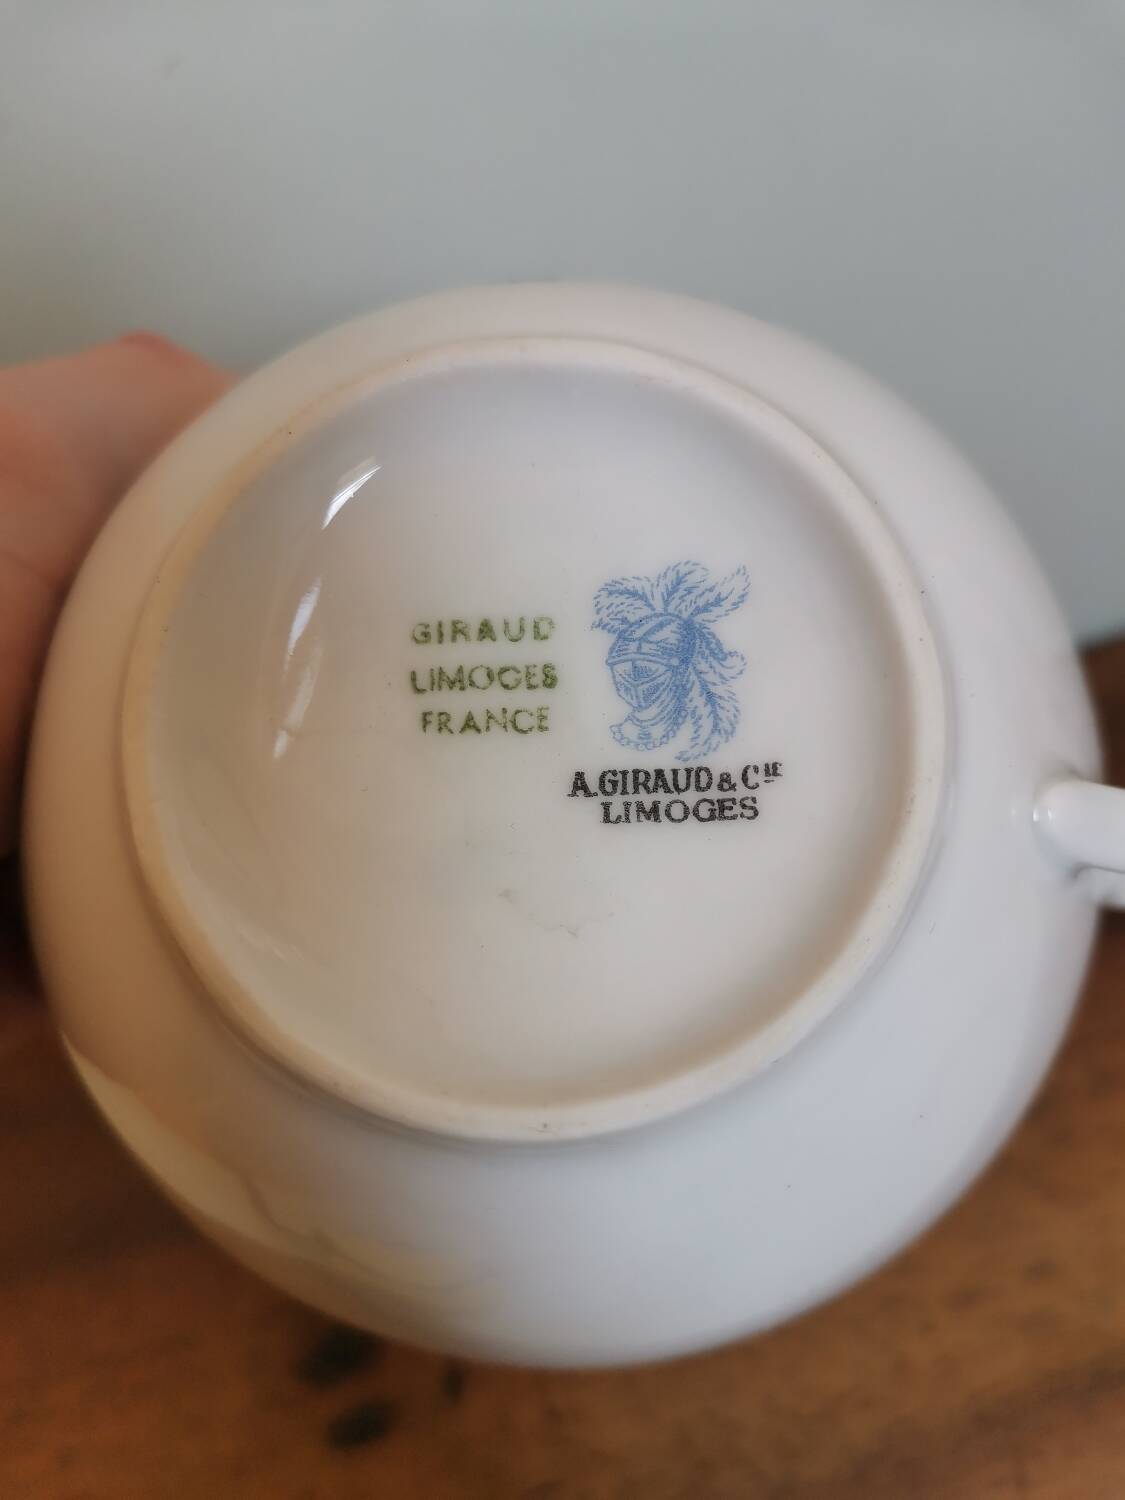 GIRAUD
LIMOGES
FRANCE
A.GIRAUD & CIE
LIMOGES